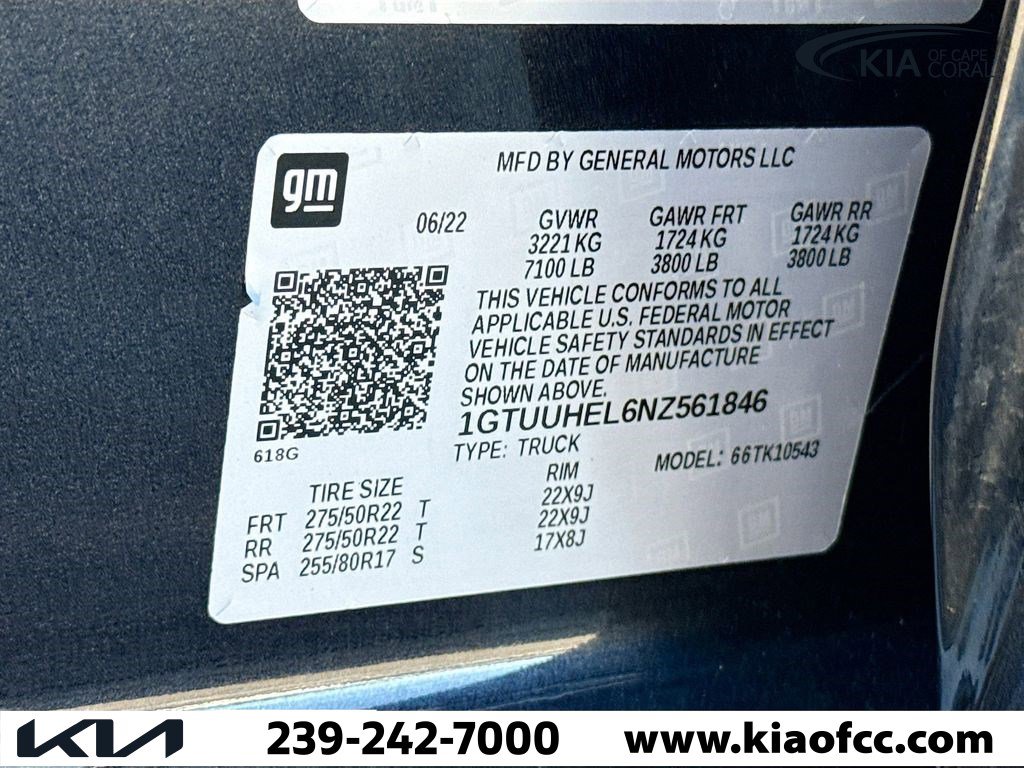 KIA OF CAPE CORAL
gm
MFD BY GENERAL MOTORS LLC
06/22 GVWR GAWR FRT GAWR RR
3221 KG 1724 KG 1724 KG
7100 LB 3800 LB 3800 LB
THIS VEHICLE CONFORMS TO ALL
APPLICABLE U.S. FEDERAL MOTOR
VEHICLE SAFETY STANDARDS IN EFFECT
ON THE DATE OF MANUFACTURE
SHOWN ABOVE.
1GTUUHEL6NZ561846
618G
TYPE: TRUCK MODEL: 66TK10543
TIRE SIZE RIM
FRT 275/50R22 T 22X9J
RR 275/50R22 T 22X9J
SPA 255/80R17 S 17X8J
KIA 239-242-7000 www.kiaofcc.com